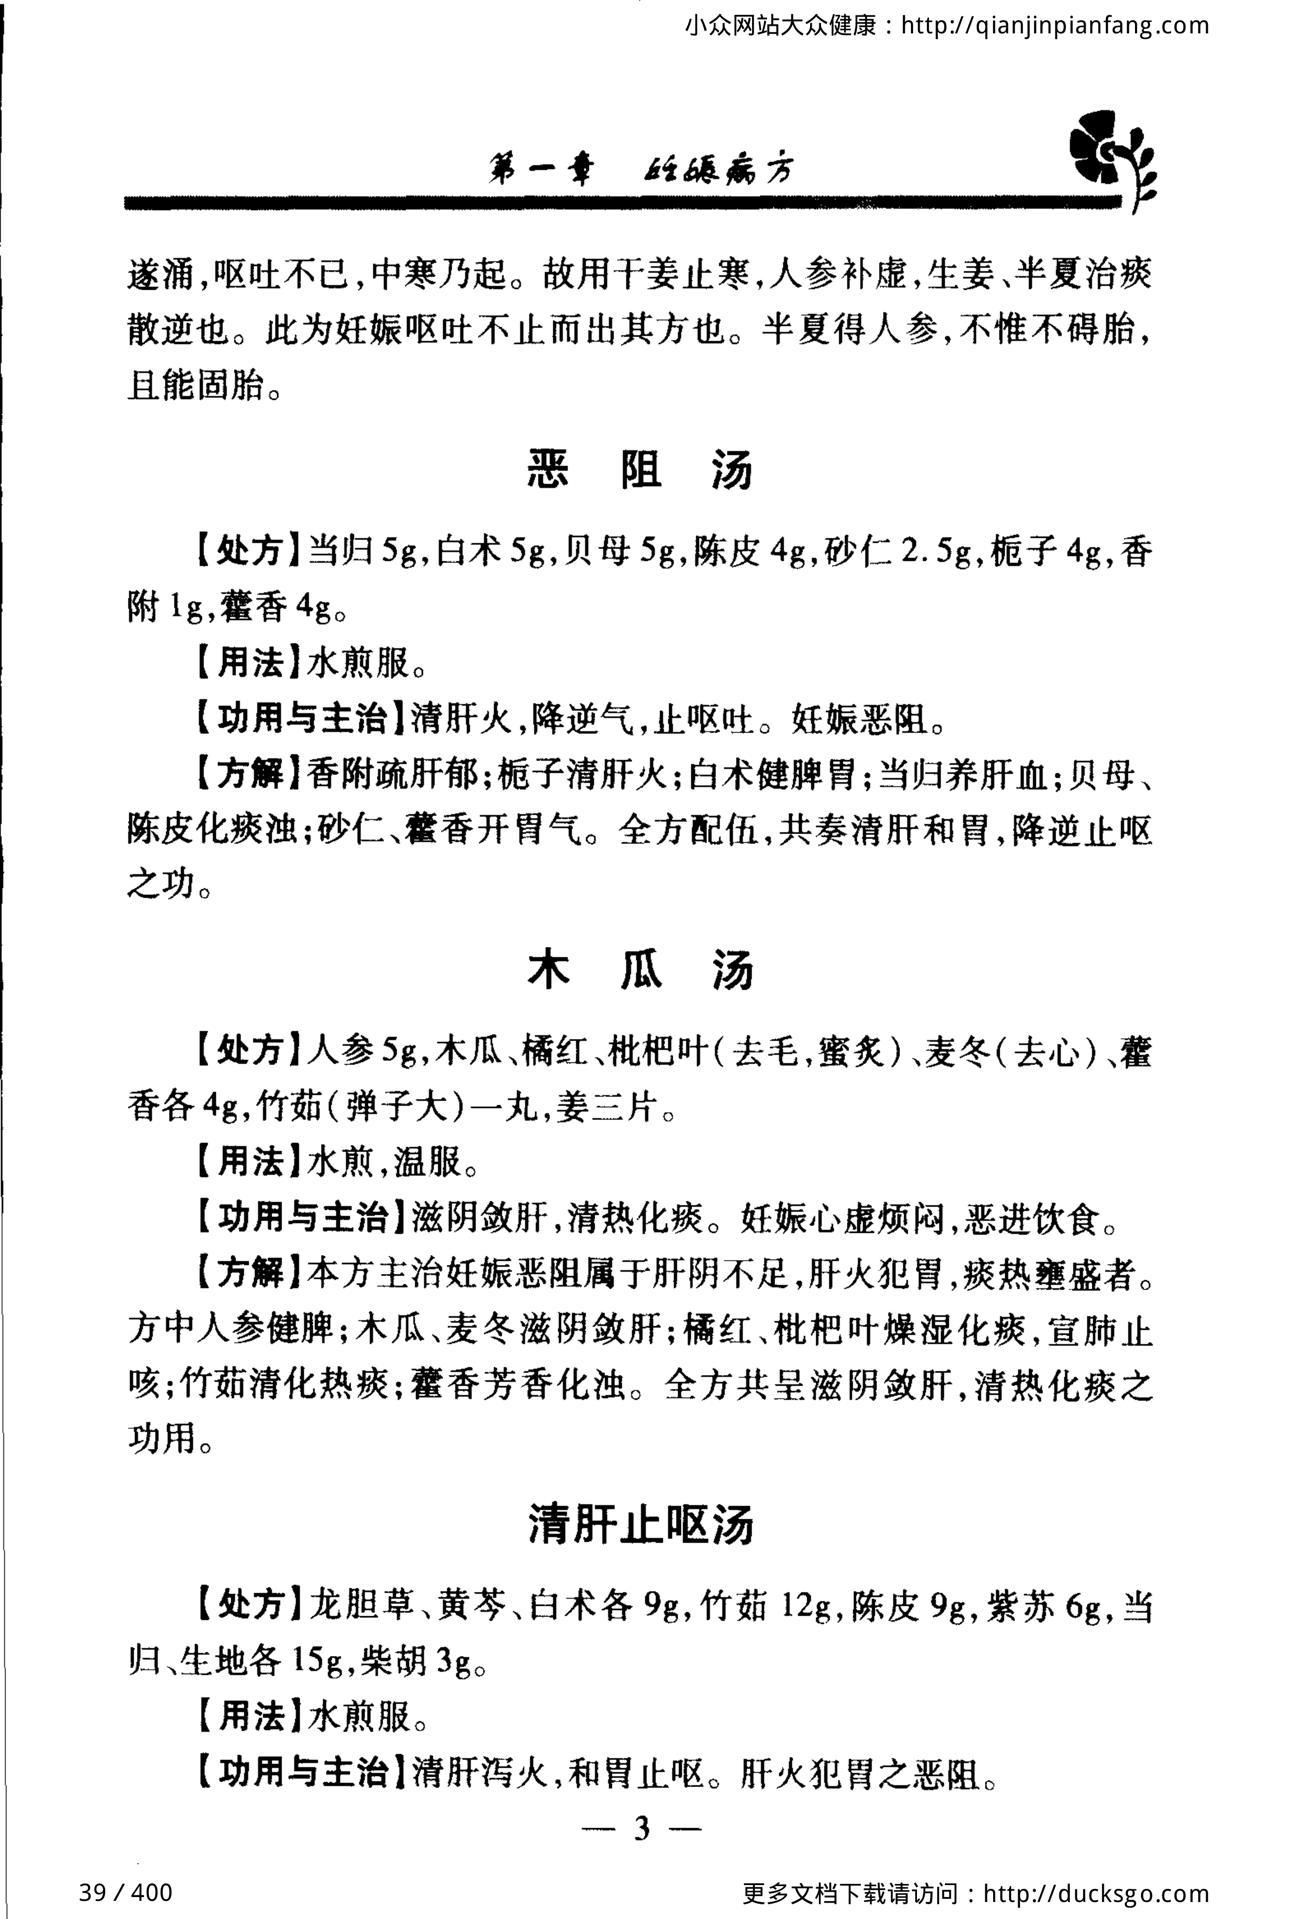 小众网站大众健康：http://qianjinpianfang.com
第一章 妊娠病方
遂涌,呕吐不已,中寒乃起。故用干姜止寒,人参补虚,生姜、半夏治痰
散逆也。此为妊娠呕吐不止而出其方也。半夏得人参,不惟不碍胎,
且能固胎。
恶 阻 汤
【处方】当归5g,白术5g,贝母5g,陈皮4g,砂仁2.5g,栀子4g,香
附1g,藿香4g。
【用法】水煎服。
【功用与主治】清肝火,降逆气,止呕吐。妊娠恶阻。
【方解】香附疏肝郁;栀子清肝火;白术健脾胃;当归养肝血;贝母、
陈皮化痰浊;砂仁、藿香开胃气。全方配伍,共奏清肝和胃,降逆止呕
之功。
木 瓜 汤
【处方】人参5g,木瓜、橘红、枇杷叶(去毛,蜜炙)、麦冬(去心)、藿
香各4g,竹茹(弹子大)一丸,姜三片。
【用法】水煎,温服。
【功用与主治】滋阴敛肝,清热化痰。妊娠心虚烦闷,恶进饮食。
【方解】本方主治妊娠恶阻属于肝阴不足,肝火犯胃,痰热壅盛者。
方中人参健脾;木瓜、麦冬滋阴敛肝;橘红、枇杷叶燥湿化痰,宣肺止
咳;竹茹清化热痰;藿香芳香化浊。全方共呈滋阴敛肝,清热化痰之
功用。
清肝止呕汤
【处方】龙胆草、黄芩、白术各9g,竹茹12g,陈皮9g,紫苏6g,当
归、生地各15g,柴胡3g。
【用法】水煎服。
【功用与主治】清肝泻火,和胃止呕。肝火犯胃之恶阻。
— 3 —
39 / 400
更多文档下载请访问：http://ducksgo.com